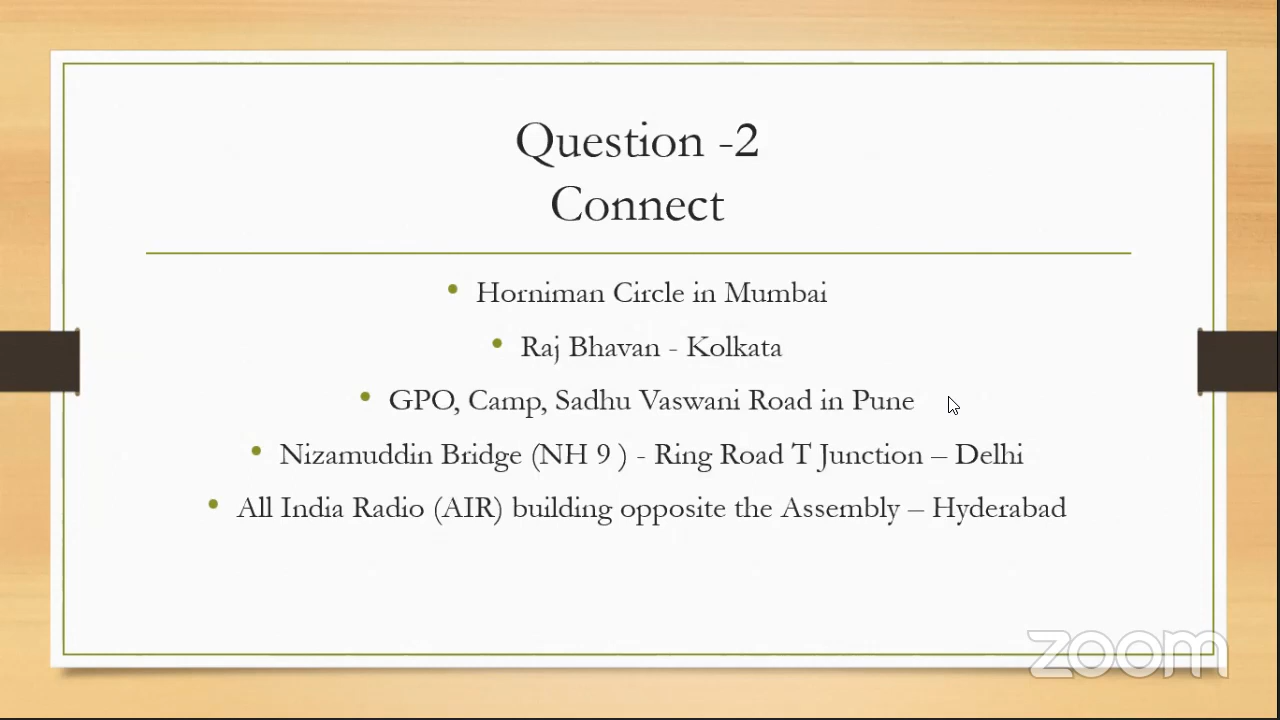 Question -2
Connect
• Horniman Circle in Mumbai
• Raj Bhavan - Kolkata
• GPO, Camp, Sadhu Vaswani Road in Pune
• Nizamuddin Bridge (NH 9 ) - Ring Road T Junction – Delhi
• All India Radio (AIR) building opposite the Assembly – Hyderabad
zoom